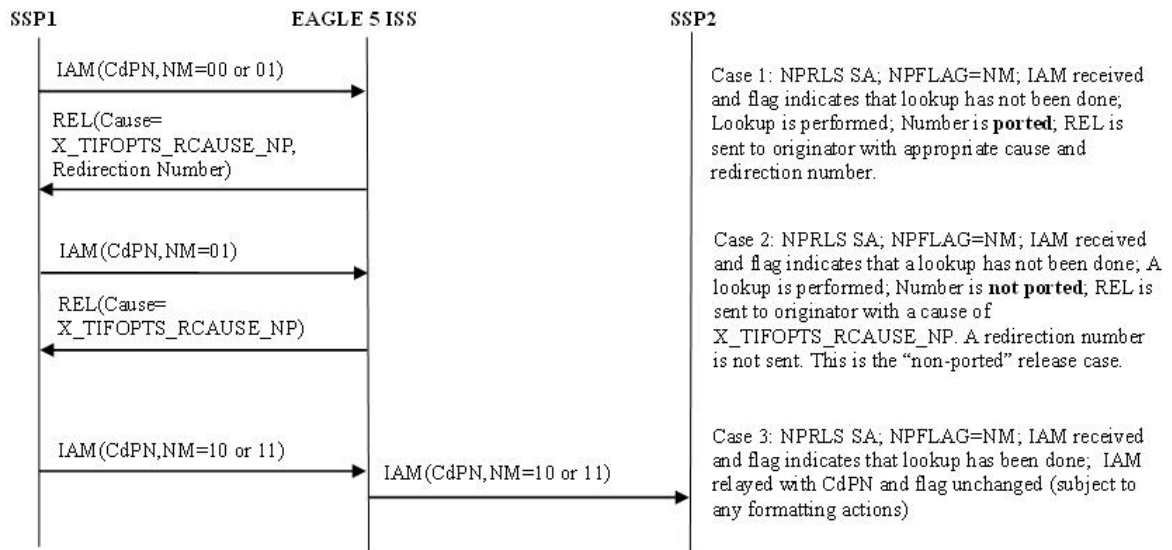 SSP1 EAGLE 5 ISS SSP2
IAM(CdPN,NM=00 or 01)
REL(Cause=
X_TIFOPTS_RCAUSE_NP,
Redirection Number)
Case 1: NPRLS SA; NPFLAG=NM; IAM received
and flag indicates that lookup has not been done;
Lookup is performed; Number is ported; REL is
sent to originator with appropriate cause and
redirection number.
IAM(CdPN,NM=01)
REL(Cause=
X_TIFOPTS_RCAUSE_NP)
Case 2: NPRLS SA; NPFLAG=NM; IAM received
and flag indicates that a lookup has not been done; A
lookup is performed; Number is not ported; REL is
sent to originator with a cause of
X_TIFOPTS_RCAUSE_NP. A redirection number
is not sent. This is the “non-ported” release case.
IAM(CdPN,NM=10 or 11)
IAM(CdPN,NM=10 or 11)
Case 3: NPRLS SA; NPFLAG=NM; IAM received
and flag indicates that lookup has been done; IAM
relayed with CdPN and flag unchanged (subject to
any formatting actions)